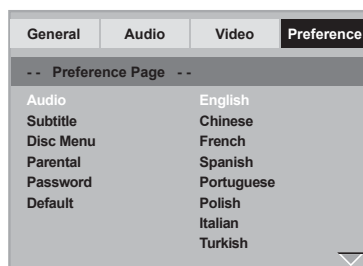 General Audio Video Preference
- - Preference Page - -
Audio English
Subtitle Chinese
Disc Menu French
Parental Spanish
Password Portuguese
Default Polish
Italian
Turkish